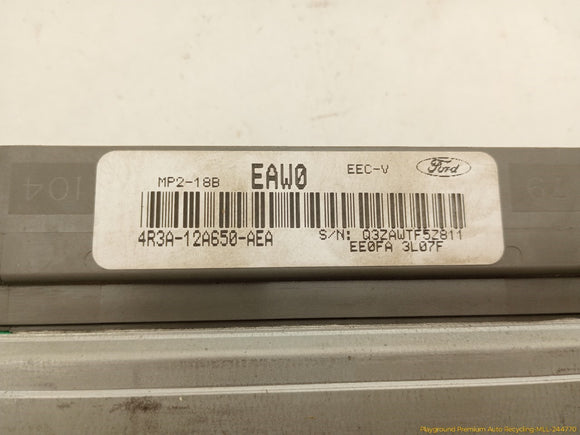 MP2-18B EAW0 EEC-V Ford
104
4R3A-12A650-AEA S/N: Q3ZAWTF5Z811
EE0FA 3L07F
Playground Premium Auto Recycling-MLL-244770